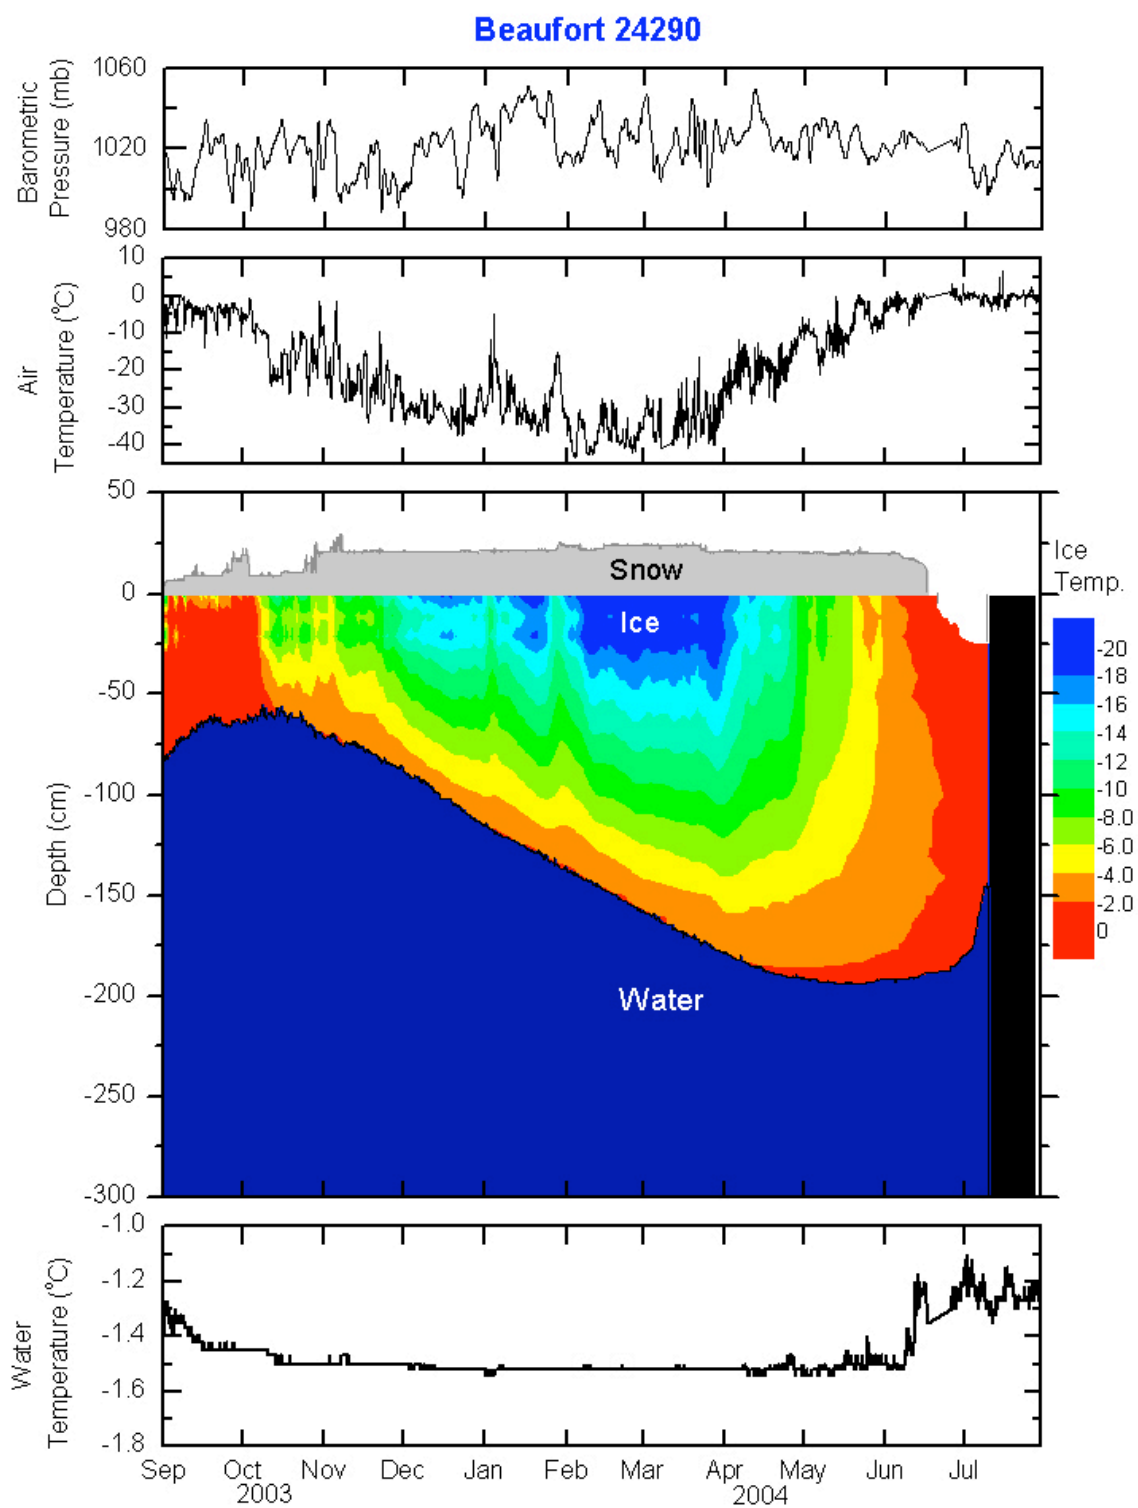 Beaufort 24290
Barometric
Pressure (mb)
1060
1020
980
Air
Temperature (°C)
10
0
-10
-20
-30
-40
Depth (cm)
50
0
-50
-100
-150
-200
-250
-300
Snow
Ice
Water
Ice
Temp.
-20
-18
-16
-14
-12
-10
-8.0
-6.0
-4.0
-2.0
0
Water
Temperature (°C)
-1.0
-1.2
-1.4
-1.6
-1.8
Sep Oct Nov Dec Jan Feb Mar Apr May Jun Jul
2003 2004